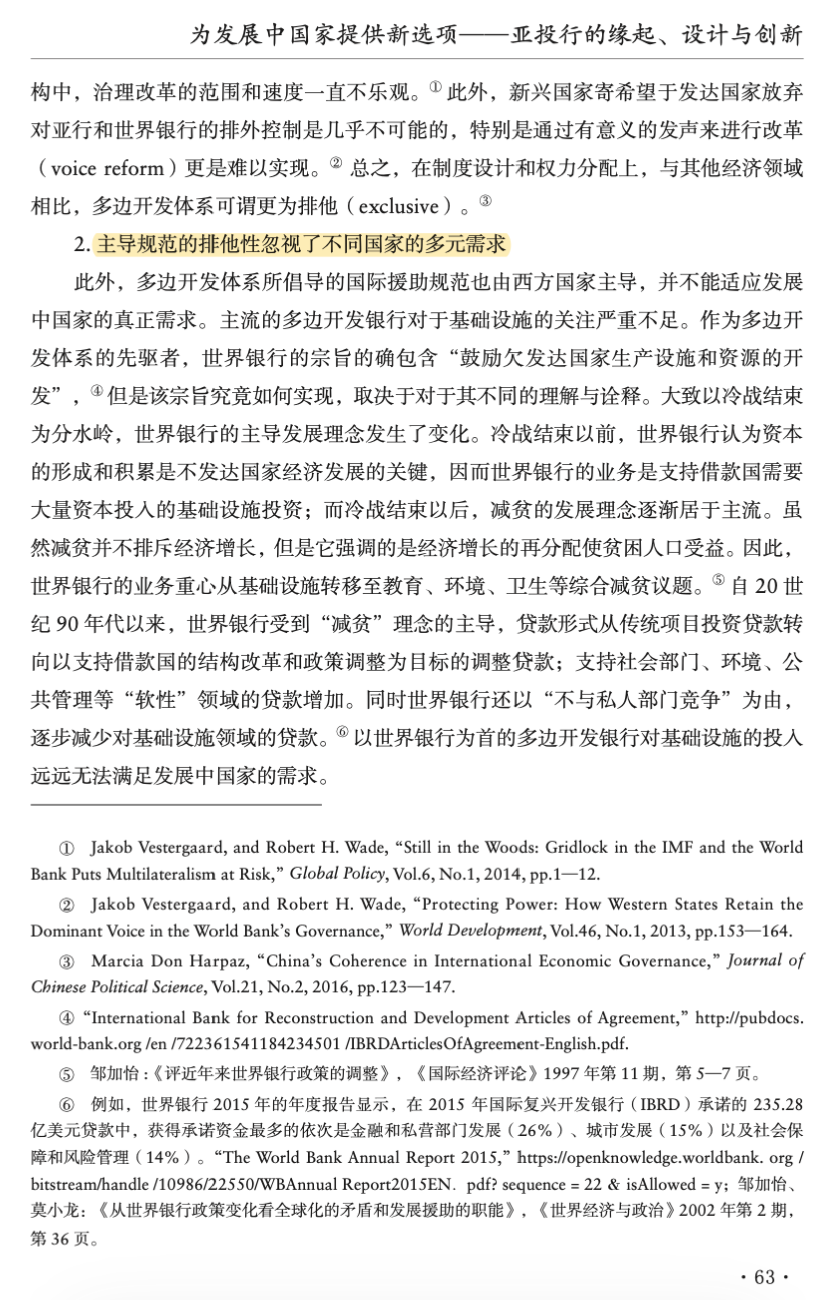 为发展中国家提供新选项——亚投行的缘起、设计与创新
构中，治理改革的范围和速度一直不乐观。① 此外，新兴国家寄希望于发达国家放弃
对亚行和世界银行的排外控制是几乎不可能的，特别是通过有意义的发声来进行改革
（voice reform）更是难以实现。② 总之，在制度设计和权力分配上，与其他经济领域
相比，多边开发体系可谓更为排他（exclusive）。③
2. 主导规范的排他性忽视了不同国家的多元需求
此外，多边开发体系所倡导的国际援助规范也由西方国家主导，并不能适应发展
中国家的真正需求。主流的多边开发银行对于基础设施的关注严重不足。作为多边开
发体系的先驱者，世界银行的宗旨的确包含“鼓励欠发达国家生产设施和资源的开
发”，④ 但是该宗旨究竟如何实现，取决于对于其不同的理解与诠释。大致以冷战结束
为分水岭，世界银行的主导发展理念发生了变化。冷战结束以前，世界银行认为资本
的形成和积累是不发达国家经济发展的关键，因而世界银行的业务是支持借款国需要
大量资本投入的基础设施投资；而冷战结束以后，减贫的发展理念逐渐居于主流。虽
然减贫并不排斥经济增长，但是它强调的是经济增长的再分配使贫困人口受益。因此，
世界银行的业务重心从基础设施转移至教育、环境、卫生等综合减贫议题。⑤ 自 20 世
纪 90 年代以来，世界银行受到“减贫”理念的主导，贷款形式从传统项目投资贷款转
向以支持借款国的结构改革和政策调整为目标的调整贷款；支持社会部门、环境、公
共管理等“软性”领域的贷款增加。同时世界银行还以“不与私人部门竞争”为由，
逐步减少对基础设施领域的贷款。⑥ 以世界银行为首的多边开发银行对基础设施的投入
远远无法满足发展中国家的需求。
① Jakob Vestergaard, and Robert H. Wade, “Still in the Woods: Gridlock in the IMF and the World
Bank Puts Multilateralism at Risk,” Global Policy, Vol.6, No.1, 2014, pp.1—12.
② Jakob Vestergaard, and Robert H. Wade, “Protecting Power: How Western States Retain the
Dominant Voice in the World Bank’s Governance,” World Development, Vol.46, No.1, 2013, pp.153—164.
③ Marcia Don Harpaz, “China’s Coherence in International Economic Governance,” Journal of
Chinese Political Science, Vol.21, No.2, 2016, pp.123—147.
④ “International Bank for Reconstruction and Development Articles of Agreement,” http://pubdocs.
world-bank.org /en /722361541184234501 /IBRDArticlesOfAgreement-English.pdf.
⑤ 邹加怡：《评近年来世界银行政策的调整》，《国际经济评论》1997 年第 11 期，第 5—7 页。
⑥ 例如，世界银行 2015 年的年度报告显示，在 2015 年国际复兴开发银行（IBRD）承诺的 235.28
亿美元贷款中，获得承诺资金最多的依次是金融和私营部门发展（26%）、城市发展（15%）以及社会保
障和风险管理（14%）。“The World Bank Annual Report 2015,” https://openknowledge.worldbank. org /
bitstream/handle /10986/22550/WBAnnual Report2015EN. pdf? sequence = 22 & isAllowed = y; 邹加怡、
莫小龙：《从世界银行政策变化看全球化的矛盾和发展援助的职能》，《世界经济与政治》2002 年第 2 期，
第 36 页。
· 63 ·